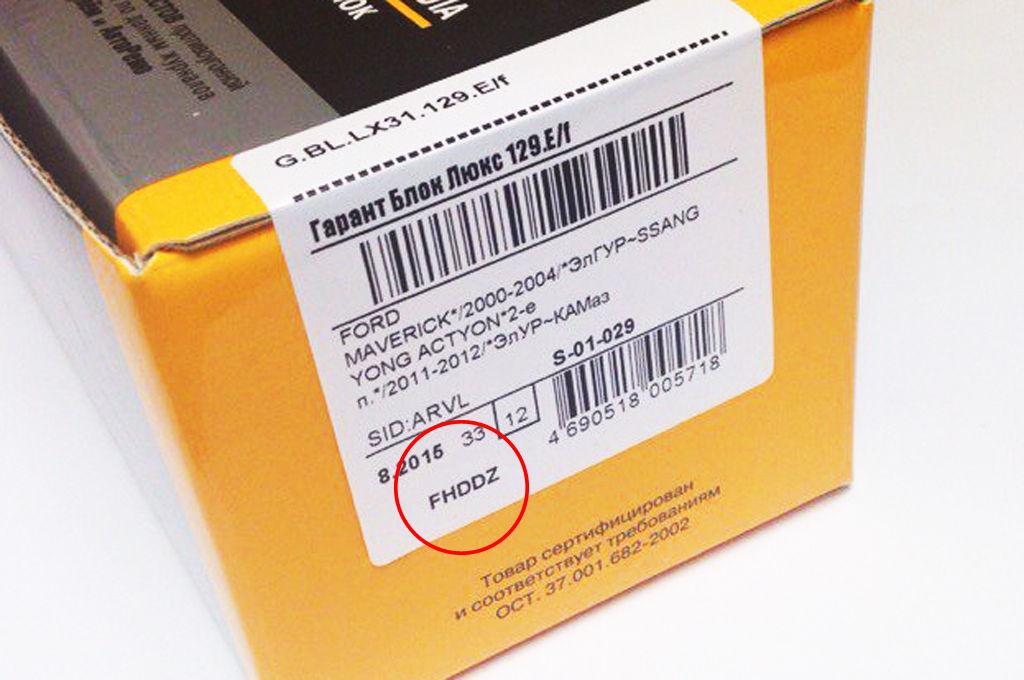 DIA
ЛОК
G.BL.LX31.129.E/f
Гарант Блок Люкс 129.E/f
FORD
MAVERICK*/2000-2004/*ЭлГУР~SSANG
YONG ACTYON*2-е
п.*/2011-2012/*ЭлУР~КАМаз
S-01-029
SID:ARVL
8.2015 33 12
4 690518 005718
FHDDZ
Товар сертифицирован
и соответствует требованиям
ОСТ. 37.001.682-2002